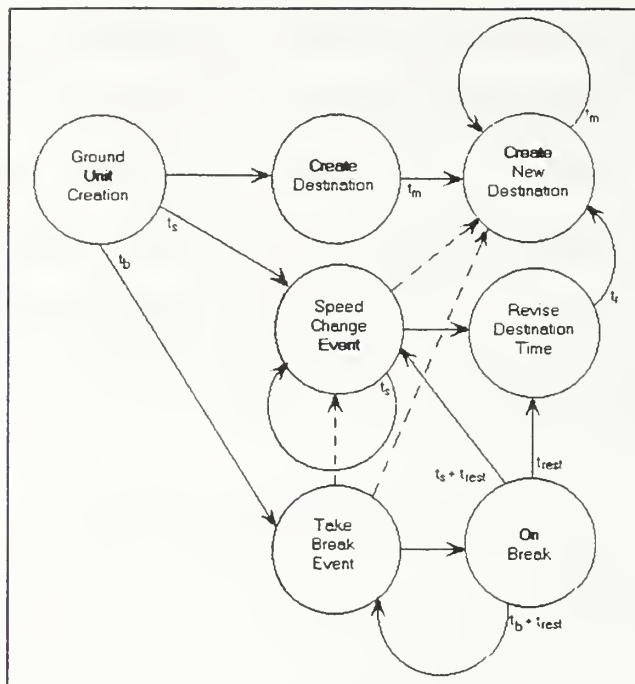 Ground
Unit
Creation
Create
Destination
t_m
Create
New
Destination
t_m
t_s
t_b
Speed
Change
Event
t_s
Revise
Destination
Time
t_r
t_s + t_rest
t_rest
Take
Break
Event
On
Break
t_b + t_rest